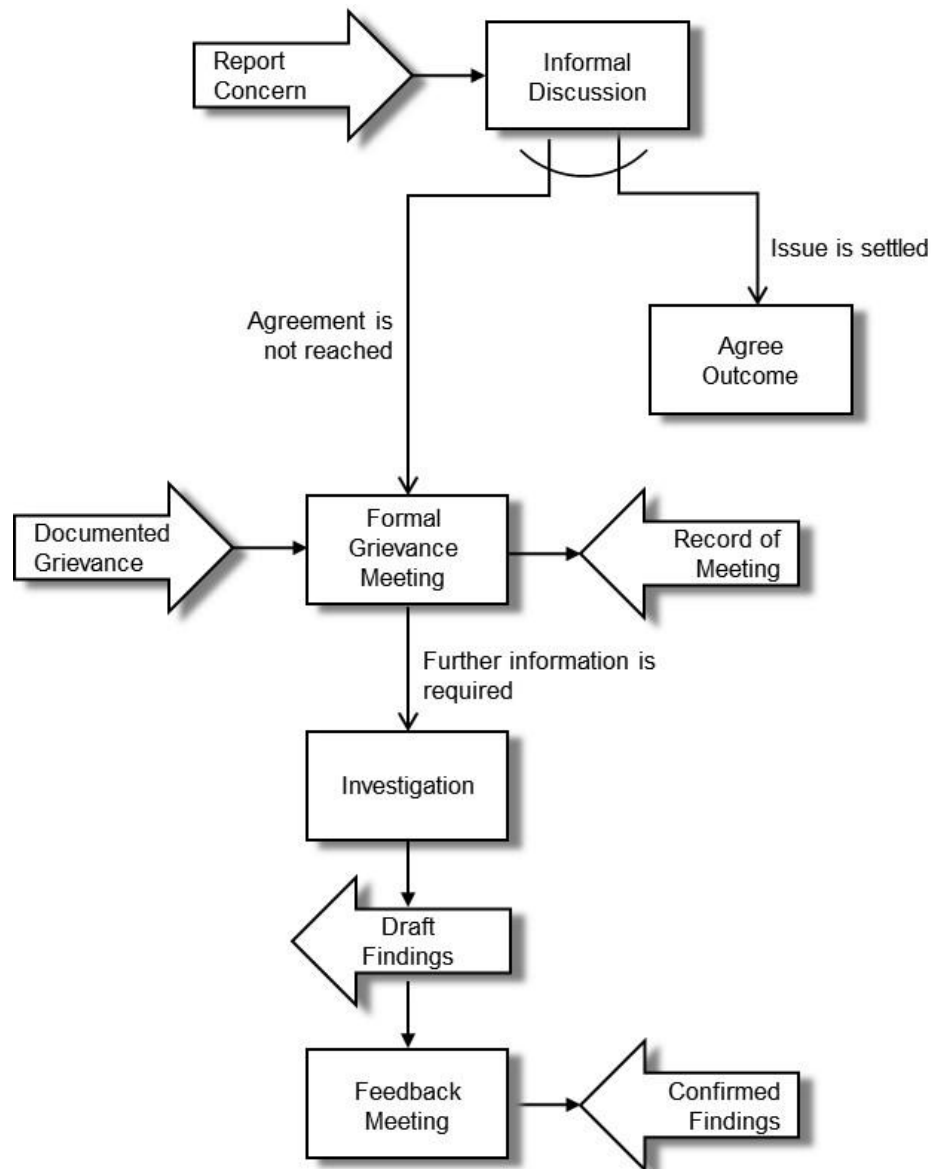 Report
Concern
Informal
Discussion
Issue is settled
Agreement is
not reached
Agree
Outcome
Documented
Grievance
Formal
Grievance
Meeting
Record of
Meeting
Further information is
required
Investigation
Draft
Findings
Feedback
Meeting
Confirmed
Findings